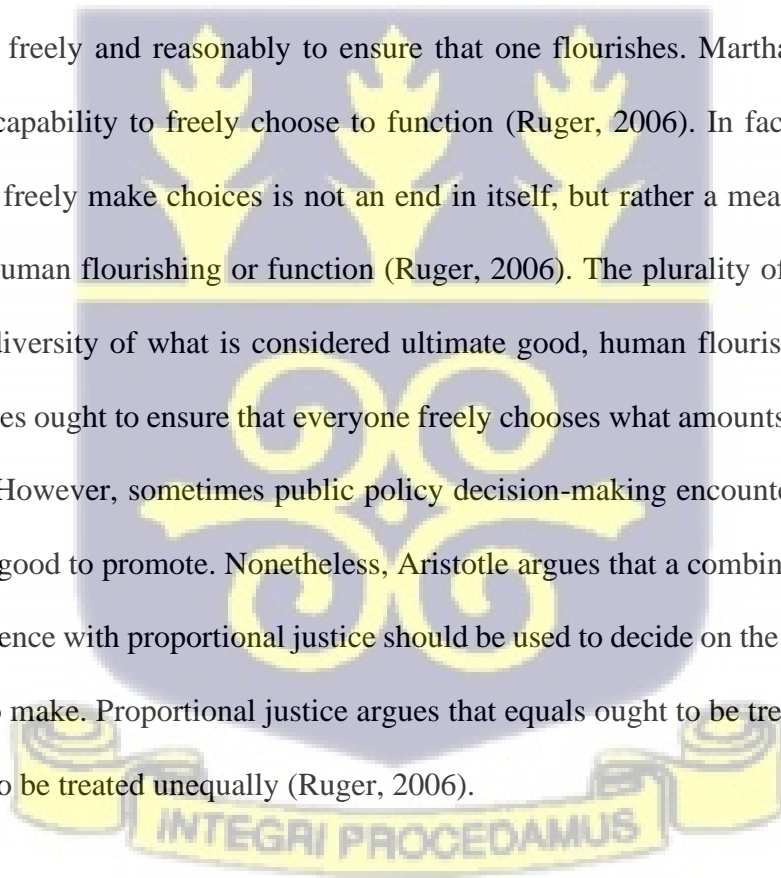 freely and reasonably to ensure that one flourishes. Martha
capability to freely choose to function (Ruger, 2006). In fac
freely make choices is not an end in itself, but rather a mea
uman flourishing or function (Ruger, 2006). The plurality of
diversity of what is considered ultimate good, human flouris
es ought to ensure that everyone freely chooses what amounts
However, sometimes public policy decision-making encounte
good to promote. Nonetheless, Aristotle argues that a combin
ence with proportional justice should be used to decide on the
o make. Proportional justice argues that equals ought to be tre
o be treated unequally (Ruger, 2006).
INTEGRI PROCEDAMUS